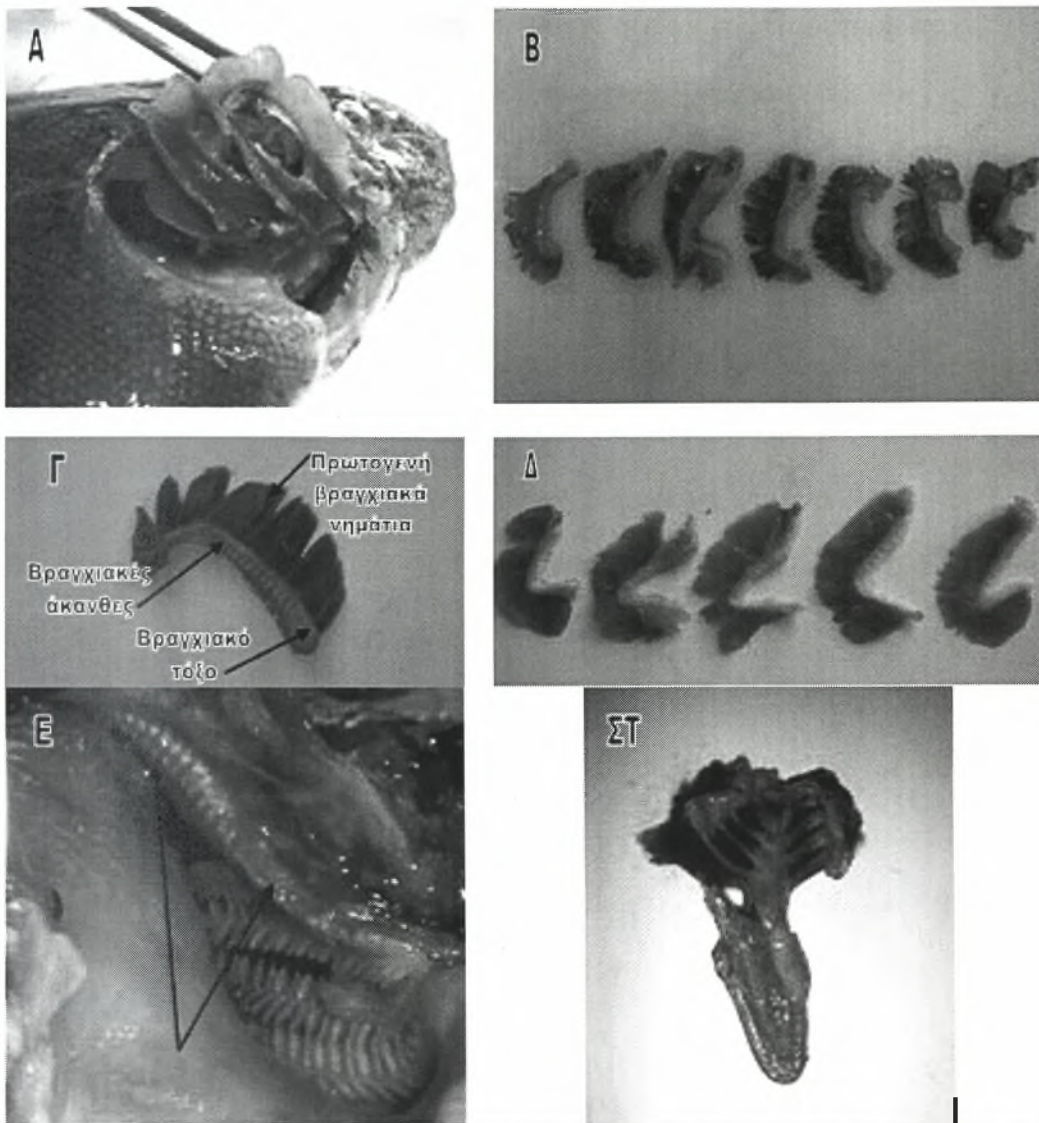 Α
Β
Γ
Πρωτογενή
βραγχιακά
νημάτια
Βραγχιακές
άκανθες
Βραγχιακό
τόξο
Δ
Ε
ΣΤ